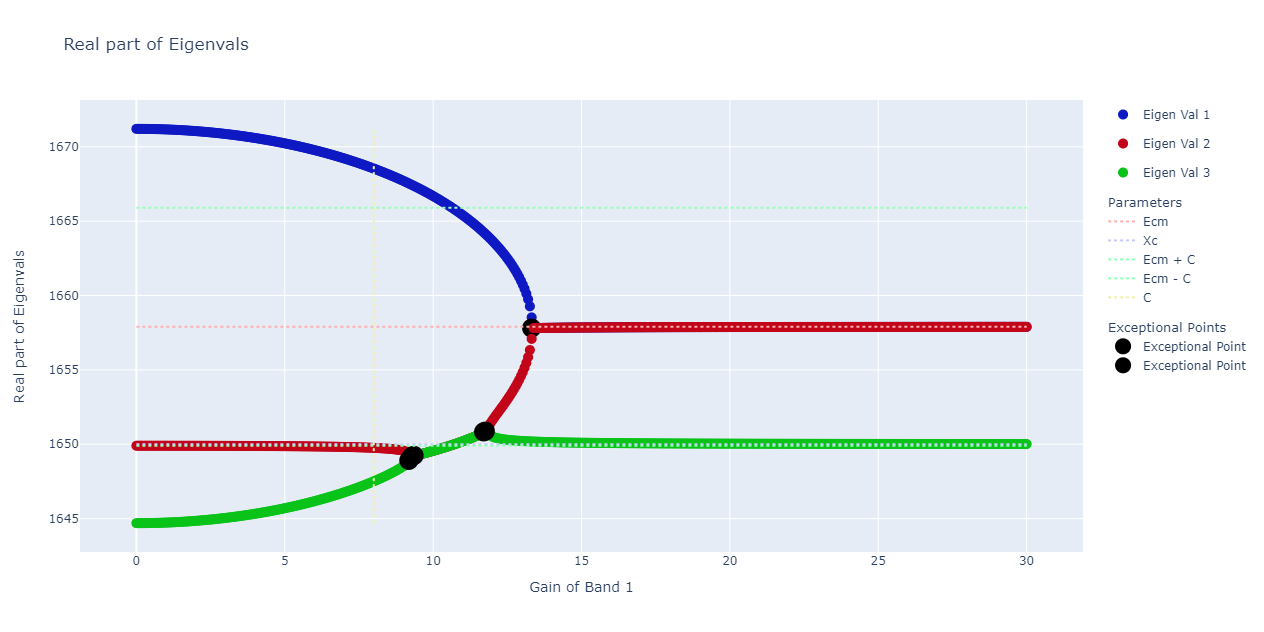 Real part of Eigenvals
Real part of Eigenvals
1670
1665
1660
1655
1650
1645
0 5 10 15 20 25 30
Gain of Band 1
Eigen Val 1
Eigen Val 2
Eigen Val 3
Parameters
Ecm
Xc
Ecm + C
Ecm - C
C
Exceptional Points
Exceptional Point
Exceptional Point